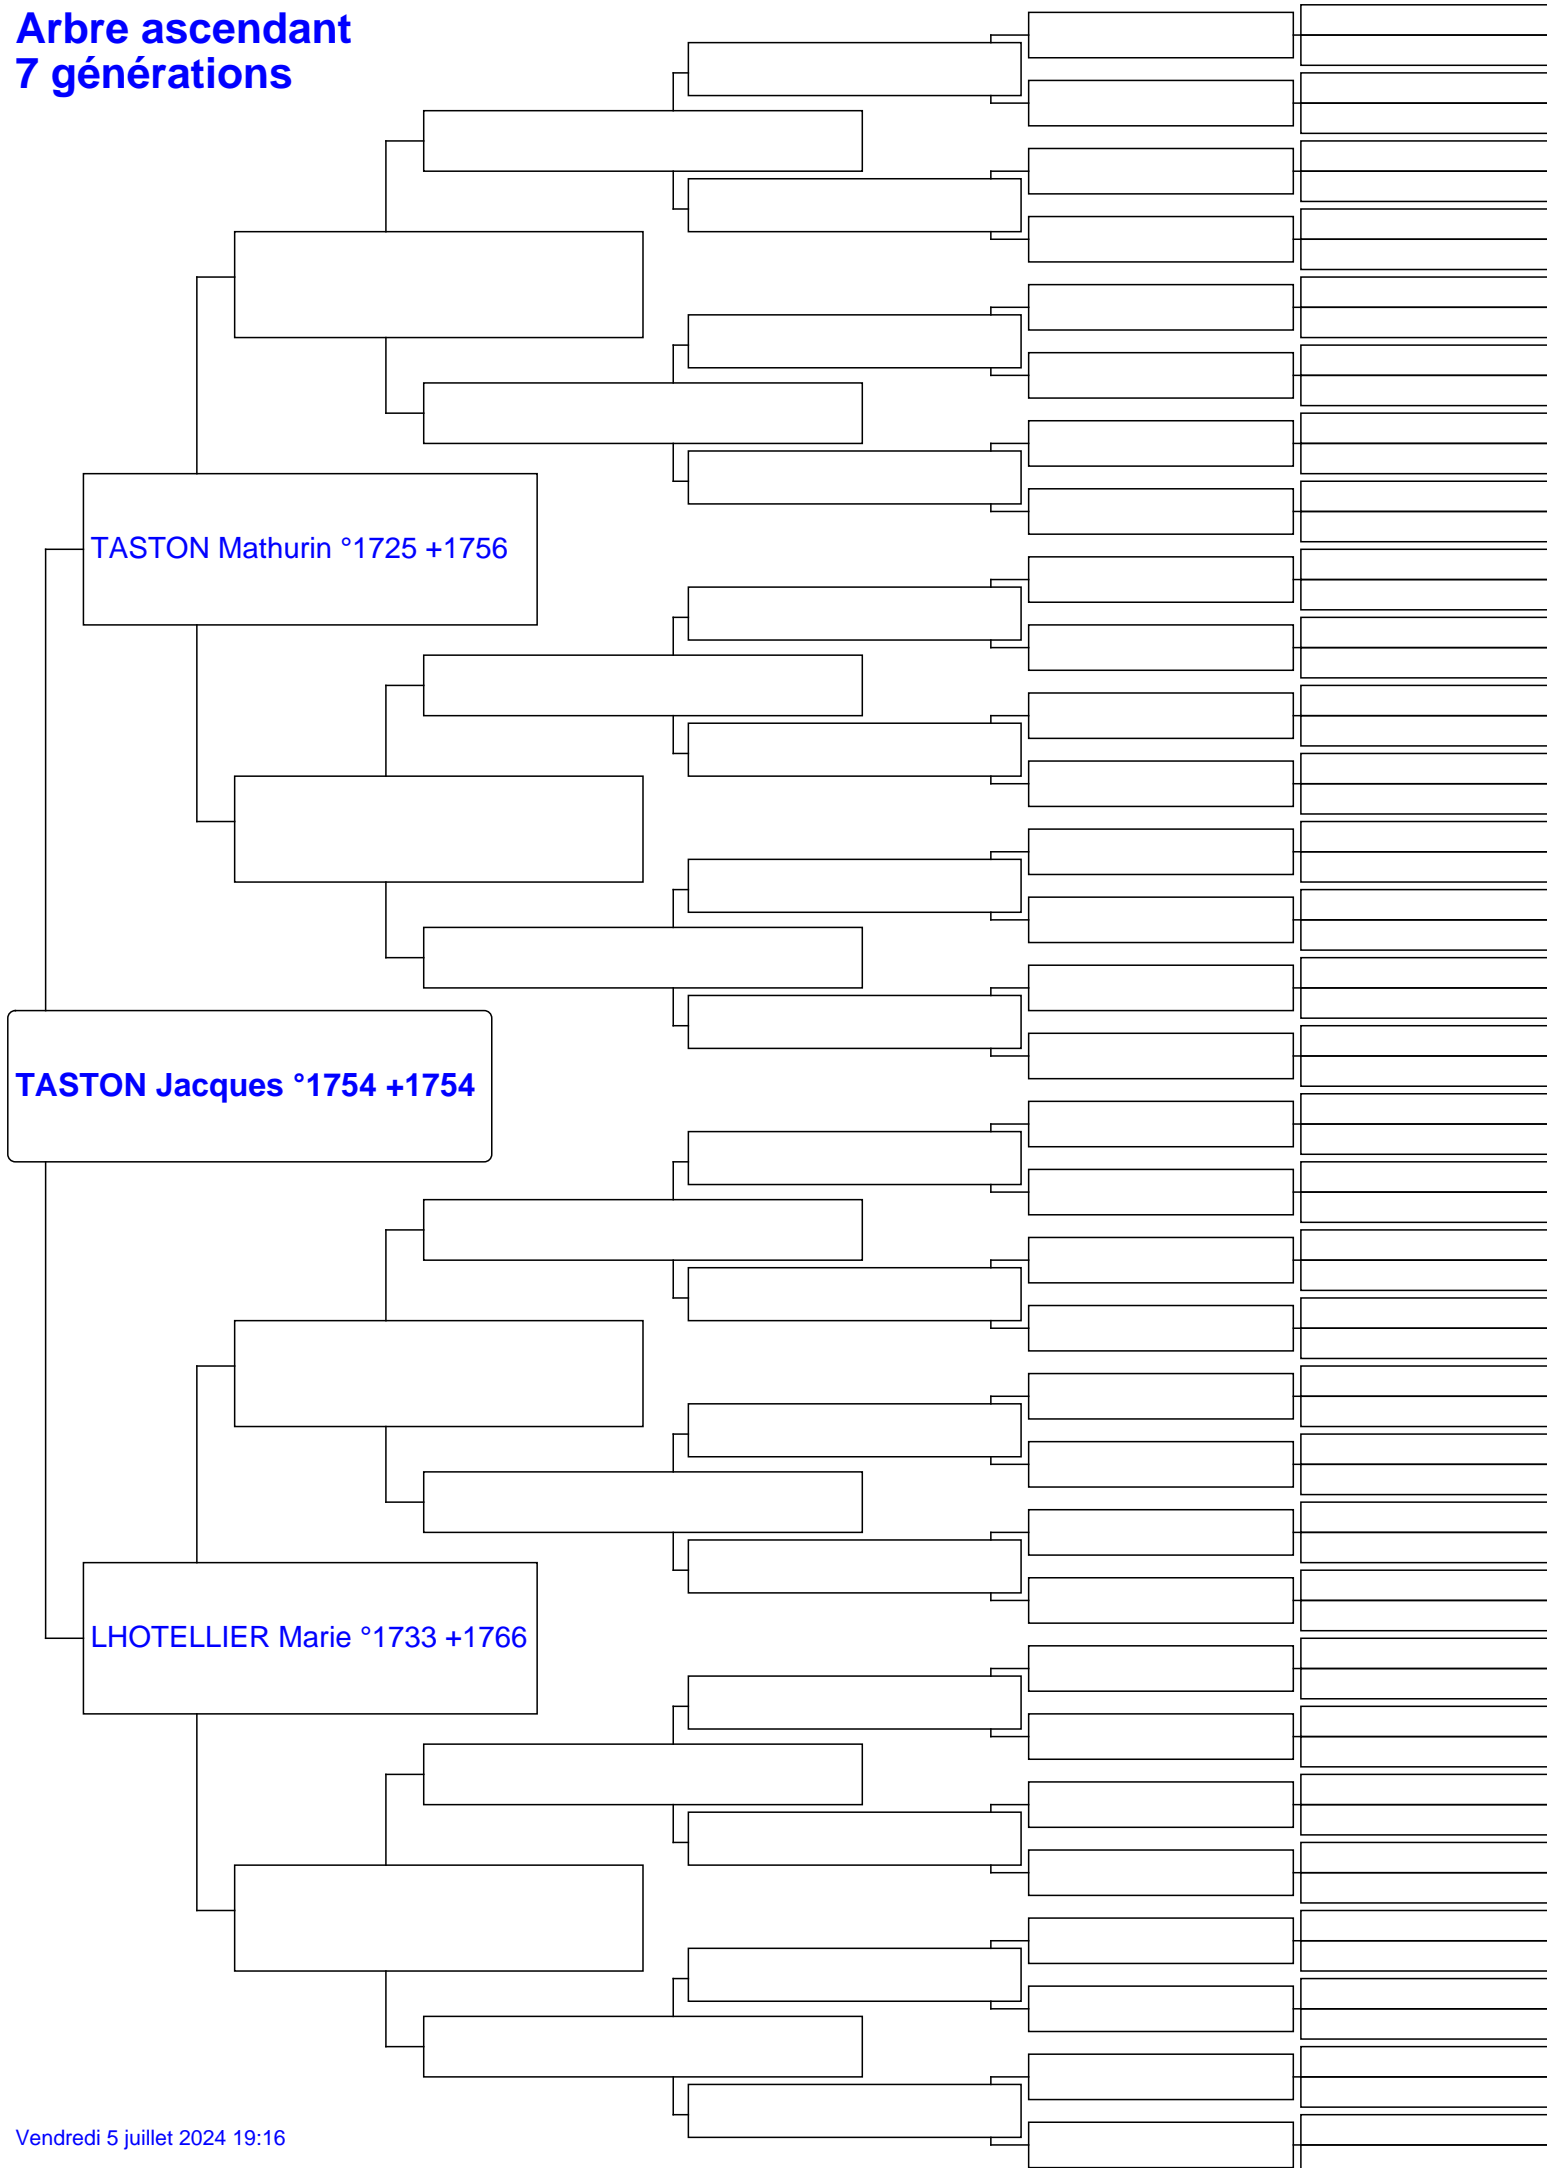 Arbre ascendant
7 générations
TASTON Mathurin °1725 +1756
TASTON Jacques °1754 +1754
LHOTELLIER Marie °1733 +1766
Vendredi 5 juillet 2024 19:16